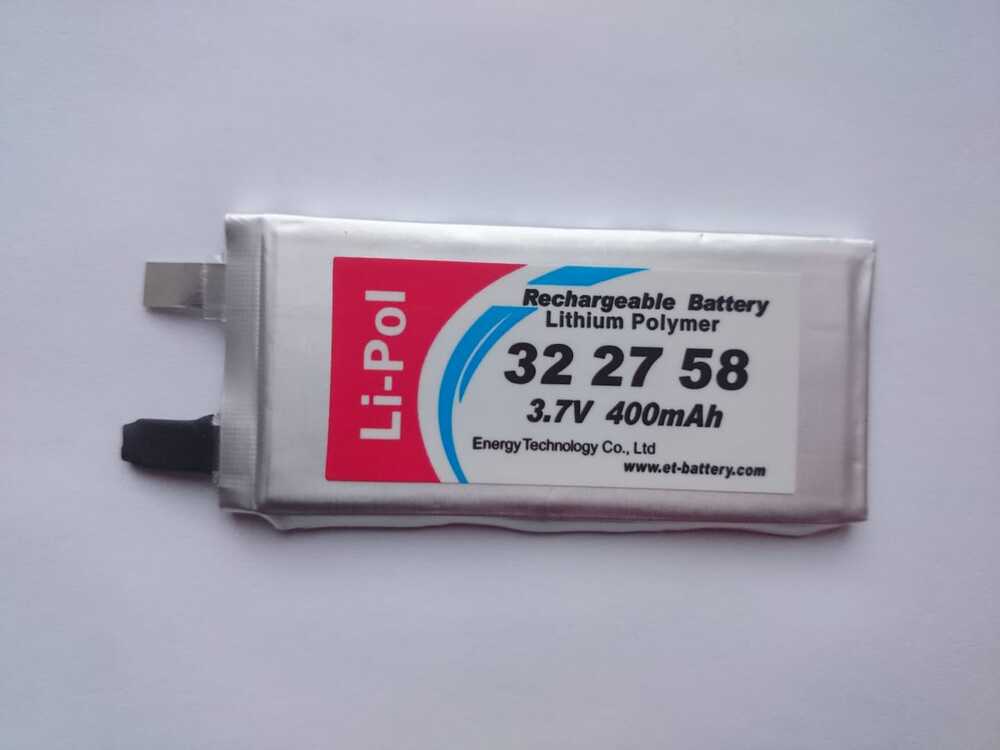 Li-Pol
Rechargeable Battery
Lithium Polymer
32 27 58
3.7V 400mAh
Energy Technology Co., Ltd
www.et-battery.com